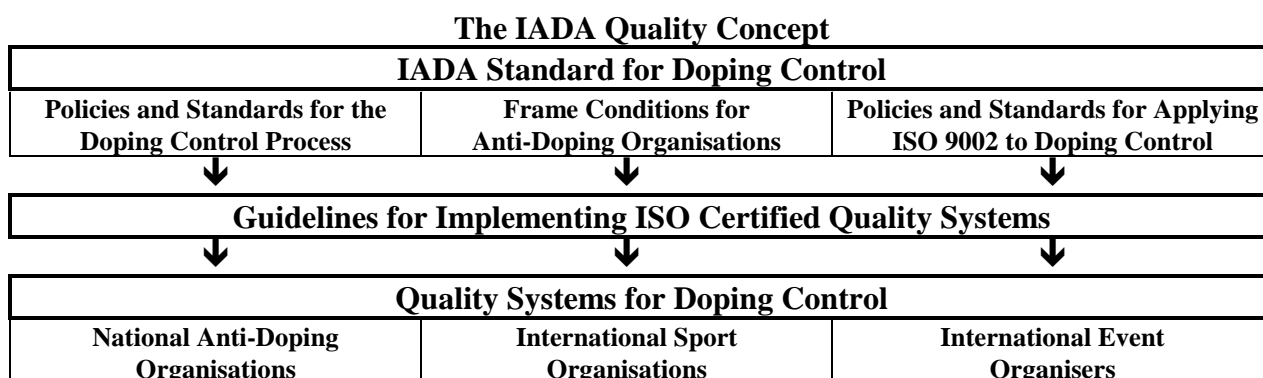 The IADA Quality Concept
IADA Standard for Doping Control
Policies and Standards for the
Doping Control Process
Frame Conditions for
Anti-Doping Organisations
Policies and Standards for Applying
ISO 9002 to Doping Control
Guidelines for Implementing ISO Certified Quality Systems
Quality Systems for Doping Control
National Anti-Doping
Organisations
International Sport
Organisations
International Event
Organisers